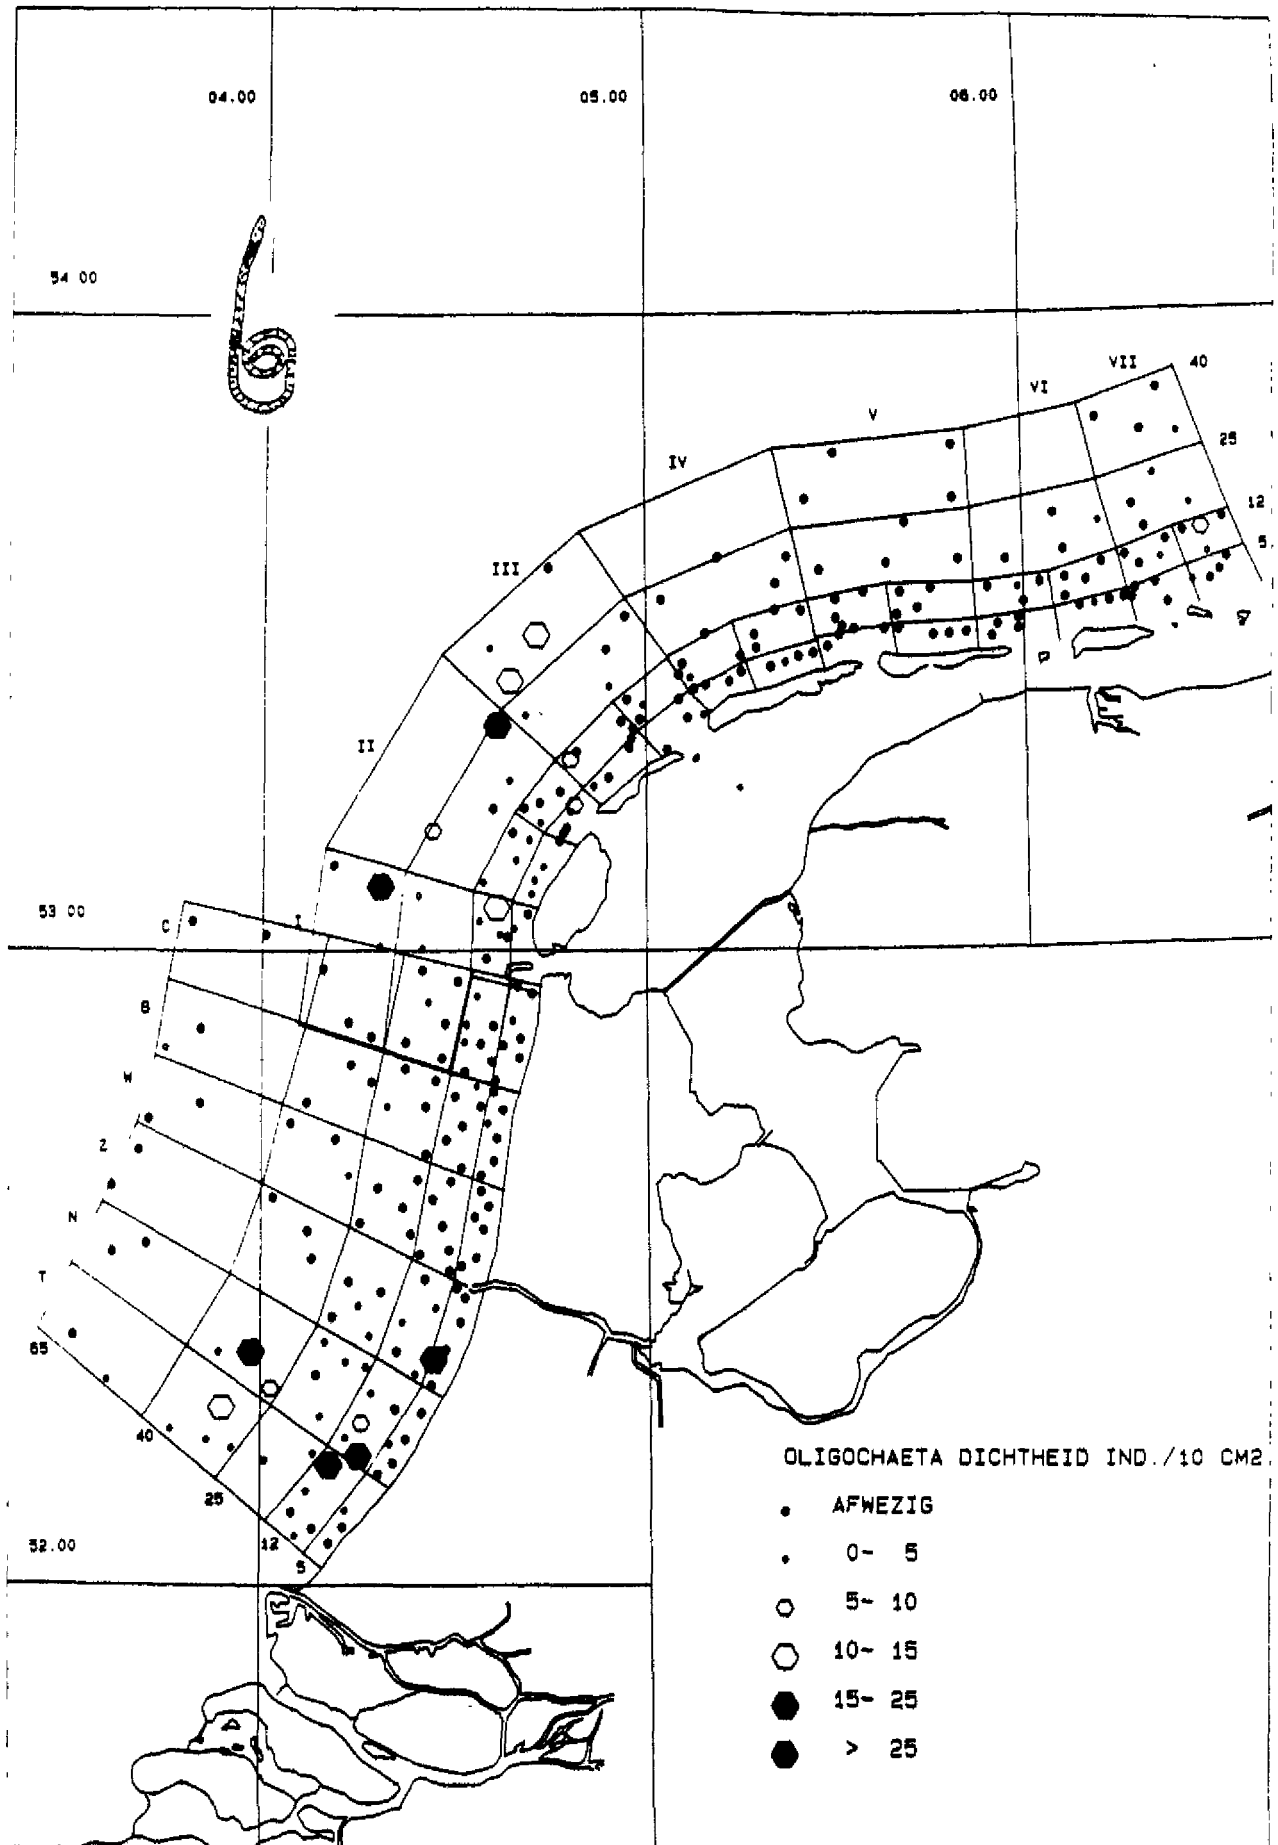 04.00 05.00 06.00
54 00
VII 40
VI
V
25
IV
12
5
III
II
53 00
C I
B
W
Z
N
T
65
40
25
12
5
52.00
OLIGOCHAETA DICHTHEID IND./10 CM2
AFWEZIG
0- 5
5- 10
10- 15
15- 25
> 25